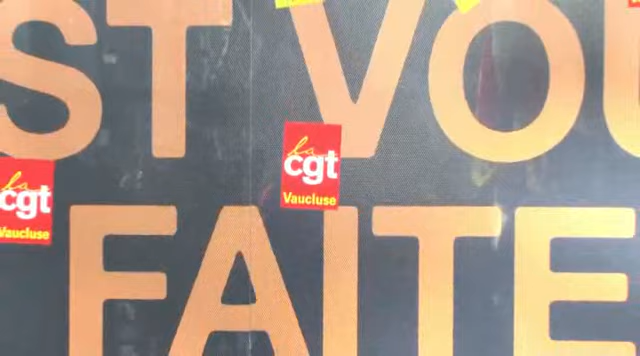 ST VOU
la
cgt
Vaucluse
la
cgt
Vaucluse
FAITE